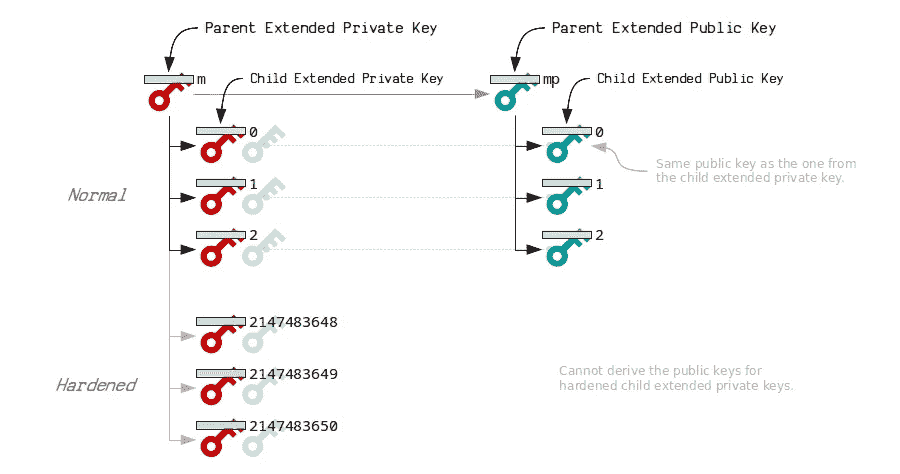 Parent Extended Private Key
Parent Extended Public Key
m
Child Extended Private Key
mp
Child Extended Public Key
0
0
Same public key as the one from
the child extended private key.
Normal
1
1
2
2
2147483648
Hardened
2147483649
Cannot derive the public keys for
hardened child extended private keys.
2147483650